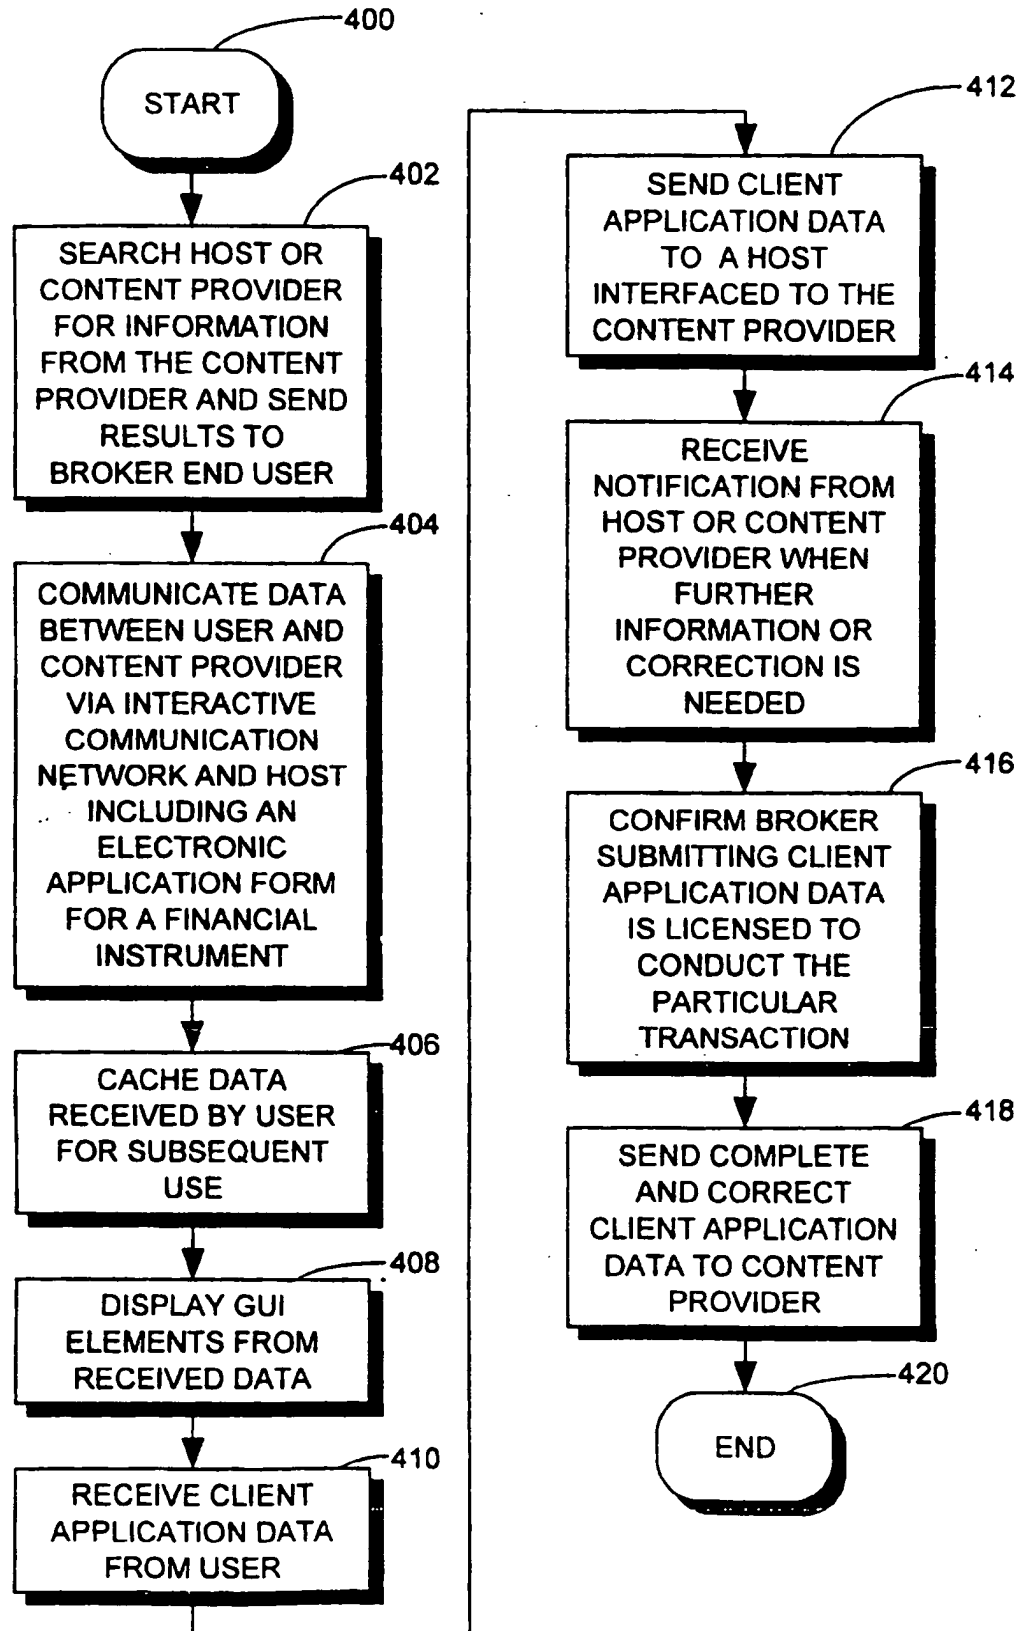 400
START
402
SEARCH HOST OR
CONTENT PROVIDER
FOR INFORMATION
FROM THE CONTENT
PROVIDER AND SEND
RESULTS TO
BROKER END USER
404
COMMUNICATE DATA
BETWEEN USER AND
CONTENT PROVIDER
VIA INTERACTIVE
COMMUNICATION
NETWORK AND HOST
INCLUDING AN
ELECTRONIC
APPLICATION FORM
FOR A FINANCIAL
INSTRUMENT
406
CACHE DATA
RECEIVED BY USER
FOR SUBSEQUENT
USE
408
DISPLAY GUI
ELEMENTS FROM
RECEIVED DATA
410
RECEIVE CLIENT
APPLICATION DATA
FROM USER
412
SEND CLIENT
APPLICATION DATA
TO A HOST
INTERFACED TO THE
CONTENT PROVIDER
414
RECEIVE
NOTIFICATION FROM
HOST OR CONTENT
PROVIDER WHEN
FURTHER
INFORMATION OR
CORRECTION IS
NEEDED
416
CONFIRM BROKER
SUBMITTING CLIENT
APPLICATION DATA
IS LICENSED TO
CONDUCT THE
PARTICULAR
TRANSACTION
418
SEND COMPLETE
AND CORRECT
CLIENT APPLICATION
DATA TO CONTENT
PROVIDER
420
END